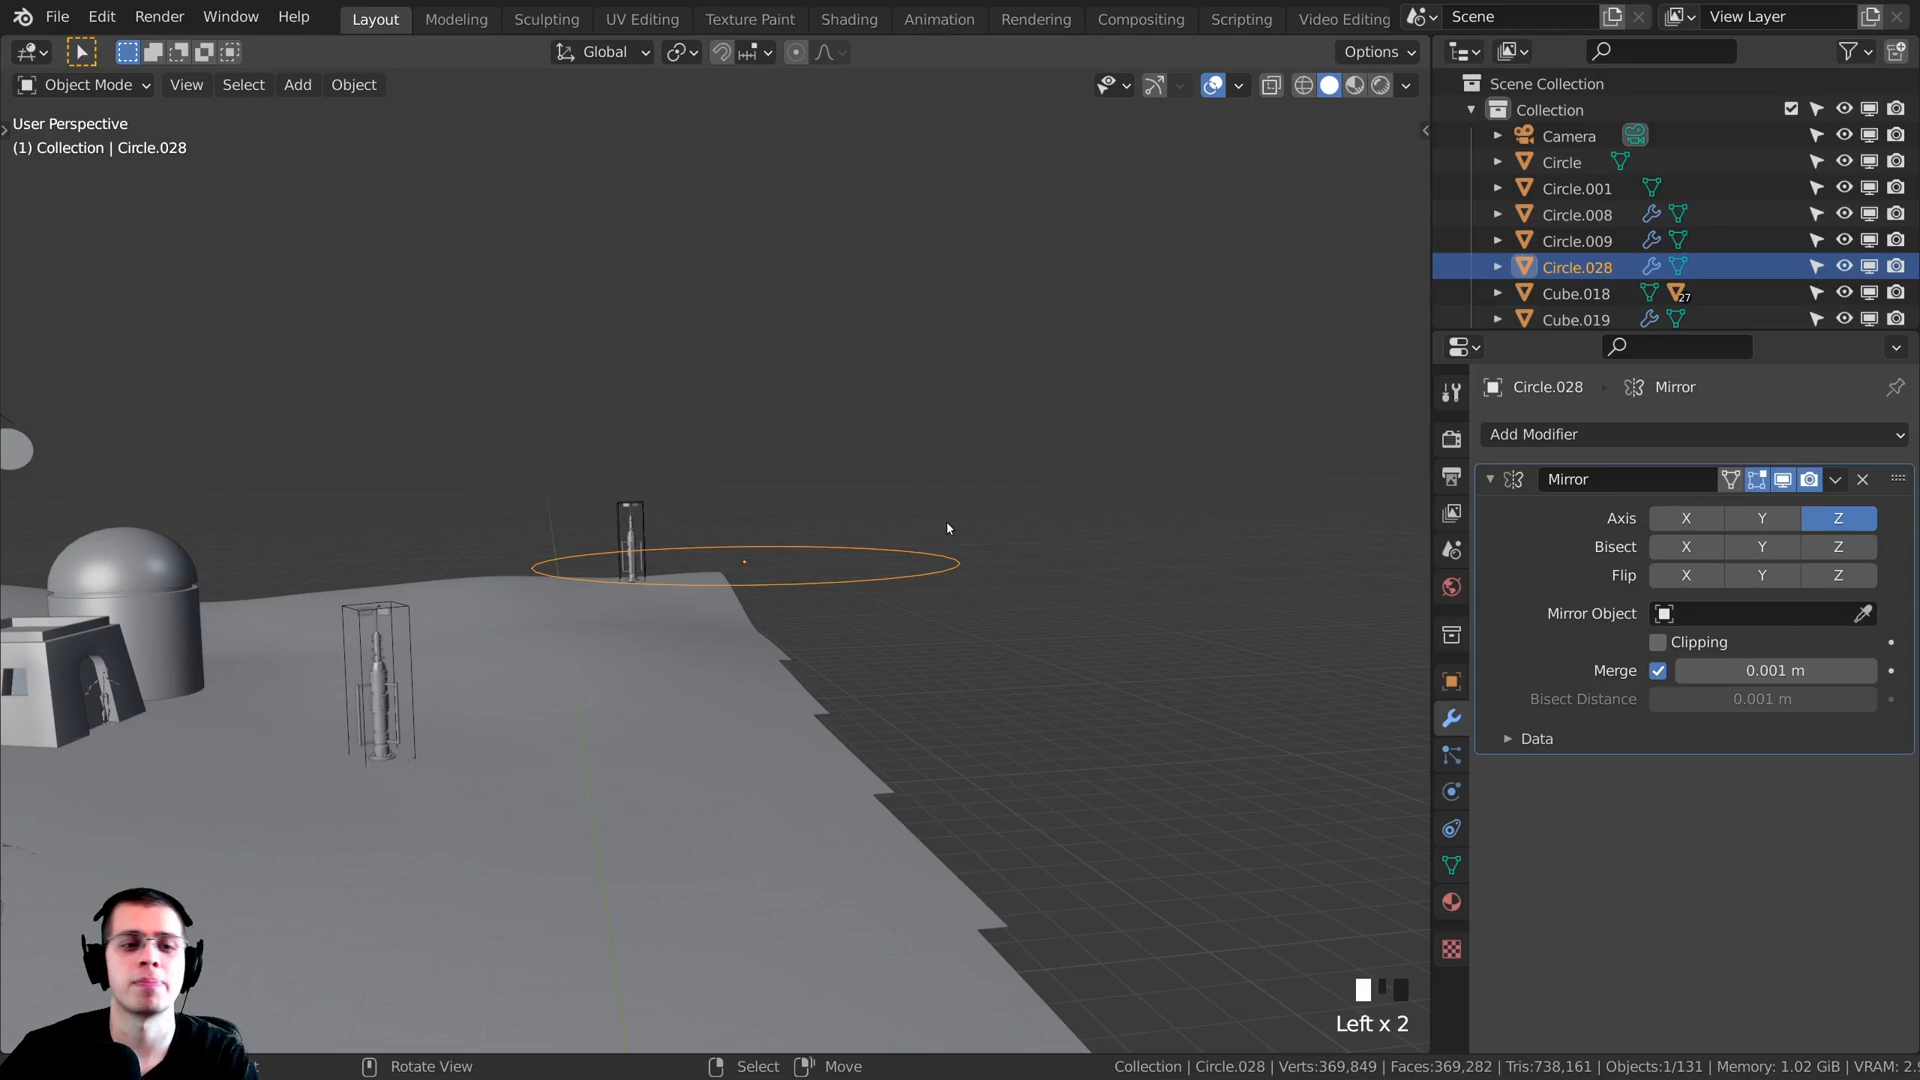 File Edit Render Window Help Layout Modeling Sculpting UV Editing Texture Paint Shading Animation Rendering Compositing Scripting Video Editing Scene View Layer
Global Options
Object Mode View Select Add Object
User Perspective
(1) Collection | Circle.028
Scene Collection
Collection
Camera
Circle
Circle.001
Circle.008
Circle.009
Circle.028
Cube.018 27
Cube.019
Circle.028 Mirror
Add Modifier
Mirror
Axis X Y Z
Bisect X Y Z
Flip X Y Z
Mirror Object
Clipping
Merge 0.001 m
Bisect Distance 0.001 m
Data
Left x 2
Rotate View Select Move Collection | Circle.028 | Verts:369,849 | Faces:369,282 | Tris:738,161 | Objects:1/131 | Memory: 1.02 GiB | VRAM: